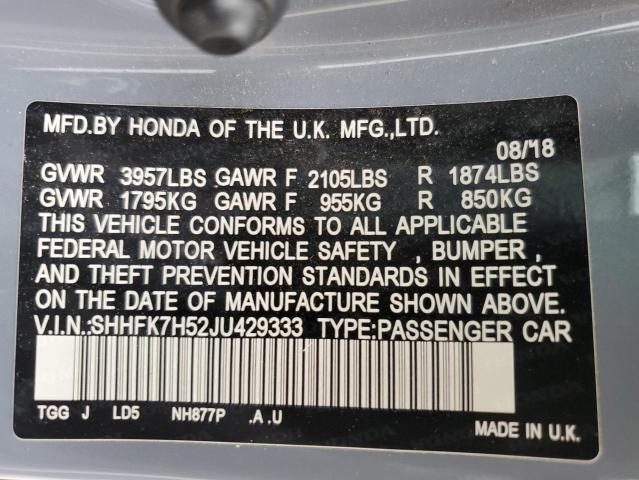 MFD.BY HONDA OF THE U.K. MFG.,LTD.
08/18
GVWR 3957LBS GAWR F 2105LBS R 1874LBS
GVWR 1795KG GAWR F 955KG R 850KG
THIS VEHICLE CONFORMS TO ALL APPLICABLE
FEDERAL MOTOR VEHICLE SAFETY , BUMPER ,
AND THEFT PREVENTION STANDARDS IN EFFECT
ON THE DATE OF MANUFACTURE SHOWN ABOVE.
V.I.N.:SHHFK7H52JU429333 TYPE:PASSENGER CAR
TGG J LD5 NH877P .A .U
MADE IN U.K.